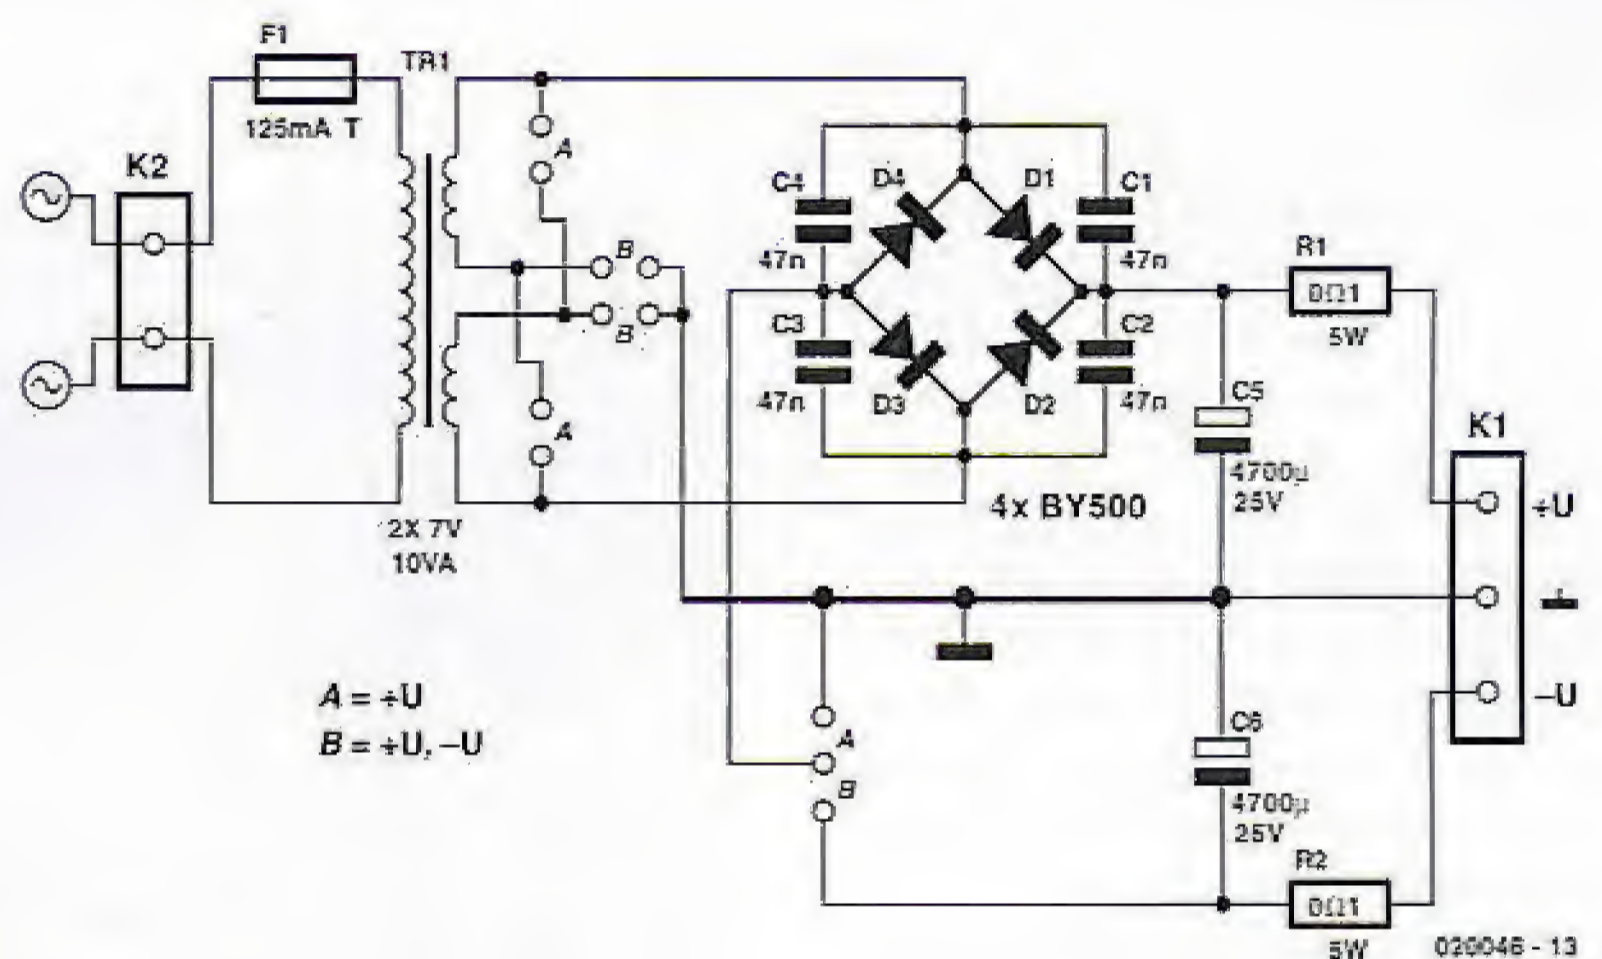 F1
125mA T
TR1
K2
2X 7V
10VA
A
B
B
A
C4
47n
D4
D1
C1
47n
C3
47n
D3
D2
C2
47n
4x BY500
R1
0Ω1
5W
C5
4700µ
25V
K1
+U
−U
A = +U
B = +U, −U
A
B
C6
4700µ
25V
R2
0Ω1
5W
020046 - 13